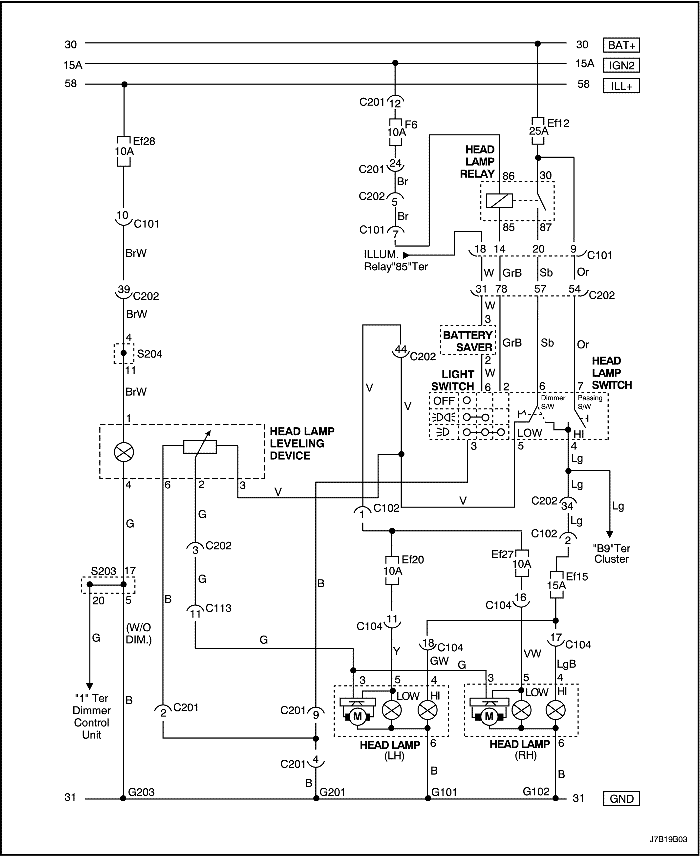 30 30 BAT+
15A 15A IGN2
58 58 ILL+
C201 12
F6
10A
Ef12
25A
Ef28
10A
24
C201
Br
C202
5
Br
C101
7
HEAD
LAMP
RELAY
86 30
85 87
10
C101
BrW
ILLUM.
Relay"85"Ter
18 14 20 9
C101
W GrB Sb Or
31 78 57 54
C202
39
C202
BrW
W
3
BATTERY
SAVER
2
W
GrB Sb Or
4
S204
11
BrW
44
C202
V
V
LIGHT
SWITCH
HEAD
LAMP
SWITCH
6 2 6 7
OFF
Dimmer
S/W
Passing
S/W
LOW
HI
3 5 4
1
HEAD LAMP
LEVELING
DEVICE
4 6 2 3
V
V
Lg
C202
34
Lg
Lg
C102
1
C102
2
"B9"Ter
Cluster
G
G
C202
3
G
Ef20
10A
Ef27
10A
Ef15
15A
S203 17
20 5
B
B
C113
11
(W/O
DIM.)
G
G
16
C104
11
C104
18
C104
GW
17
C104
Y
G
VW
LgB
3 5 4
LOW HI
M
3 5 4
LOW HI
M
"1" Ter
Dimmer
Control
Unit
B
C201
2
C201
9
HEAD LAMP
(LH)
6
HEAD LAMP
(RH)
6
C201
4
B
B
B
31 G203 G201 G101 G102 31 GND
J7B19B03